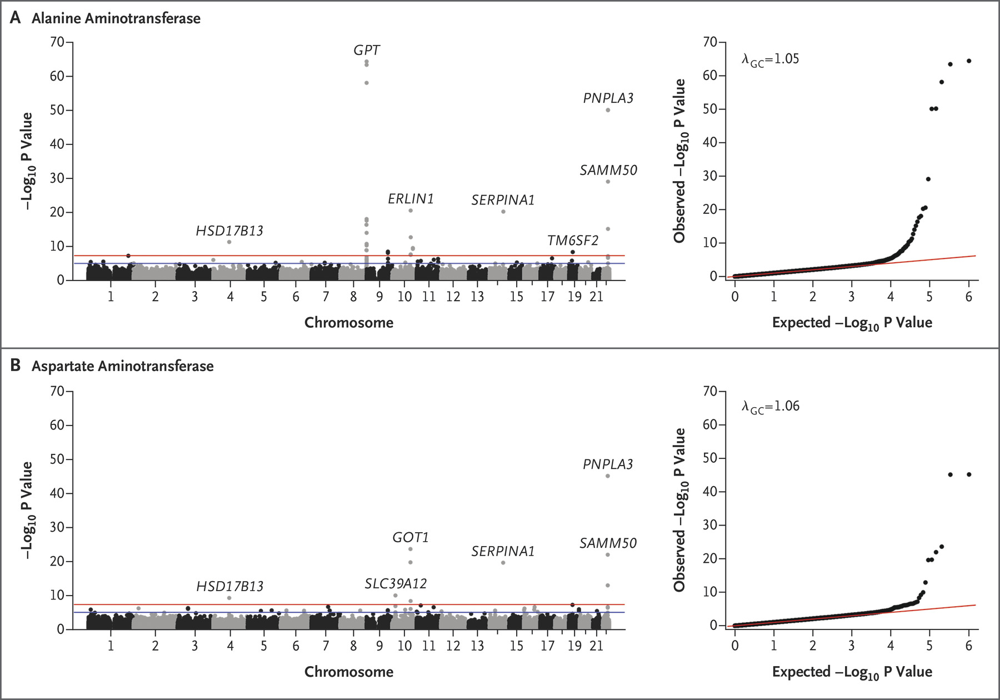 A Alanine Aminotransferase
−Log10 P Value
70
60
50
40
30
20
10
0
GPT
PNPLA3
SAMM50
ERLIN1
SERPINA1
HSD17B13
TM6SF2
1 2 3 4 5 6 7 8 9 10 11 12 13 15 17 19 21
Chromosome
Observed −Log10 P Value
70
60
50
40
30
20
10
0
λGC=1.05
0 1 2 3 4 5 6
Expected −Log10 P Value
B Aspartate Aminotransferase
−Log10 P Value
70
60
50
40
30
20
10
0
PNPLA3
GOT1
SERPINA1
SAMM50
HSD17B13
SLC39A12
1 2 3 4 5 6 7 8 9 10 11 12 13 15 17 19 21
Chromosome
Observed −Log10 P Value
70
60
50
40
30
20
10
0
λGC=1.06
0 1 2 3 4 5 6
Expected −Log10 P Value